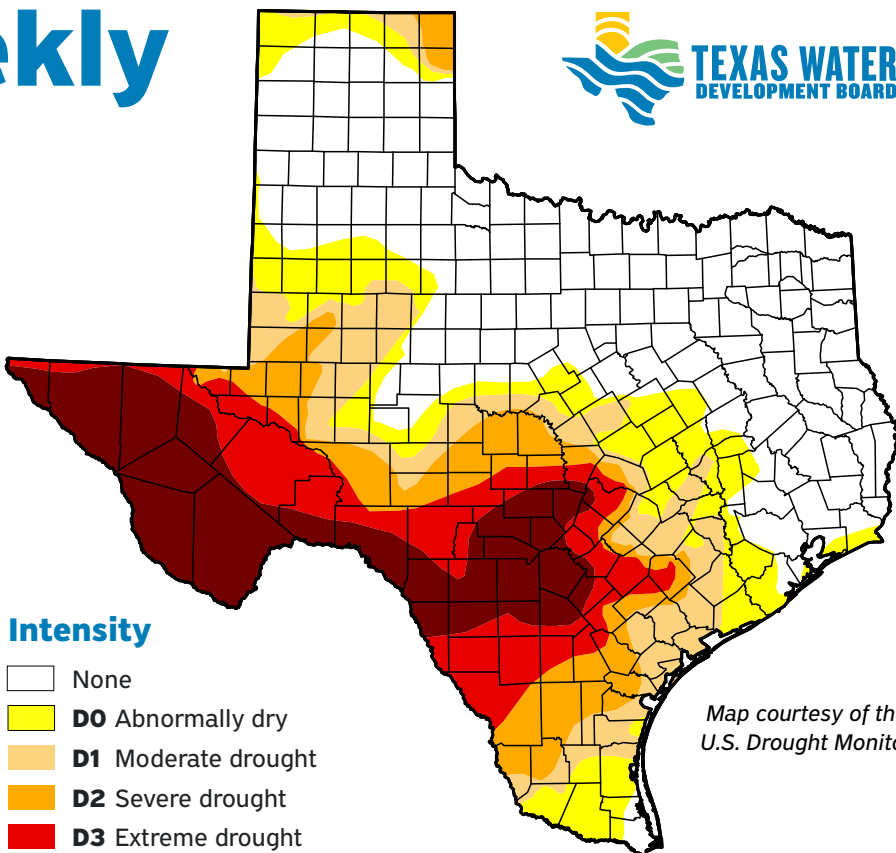 ekly
TEXAS WATER
DEVELOPMENT BOARD
Intensity
None
D0 Abnormally dry
D1 Moderate drought
D2 Severe drought
D3 Extreme drought
Map courtesy of th
U.S. Drought Monito